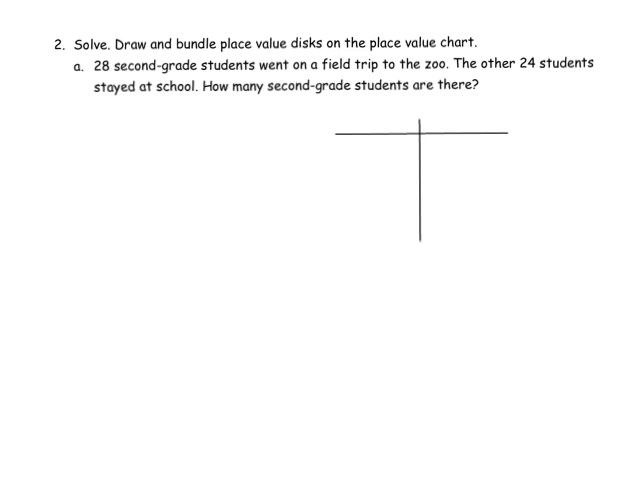 2. Solve. Draw and bundle place value disks on the place value chart.
a. 28 second-grade students went on a field trip to the zoo. The other 24 students
stayed at school. How many second-grade students are there?